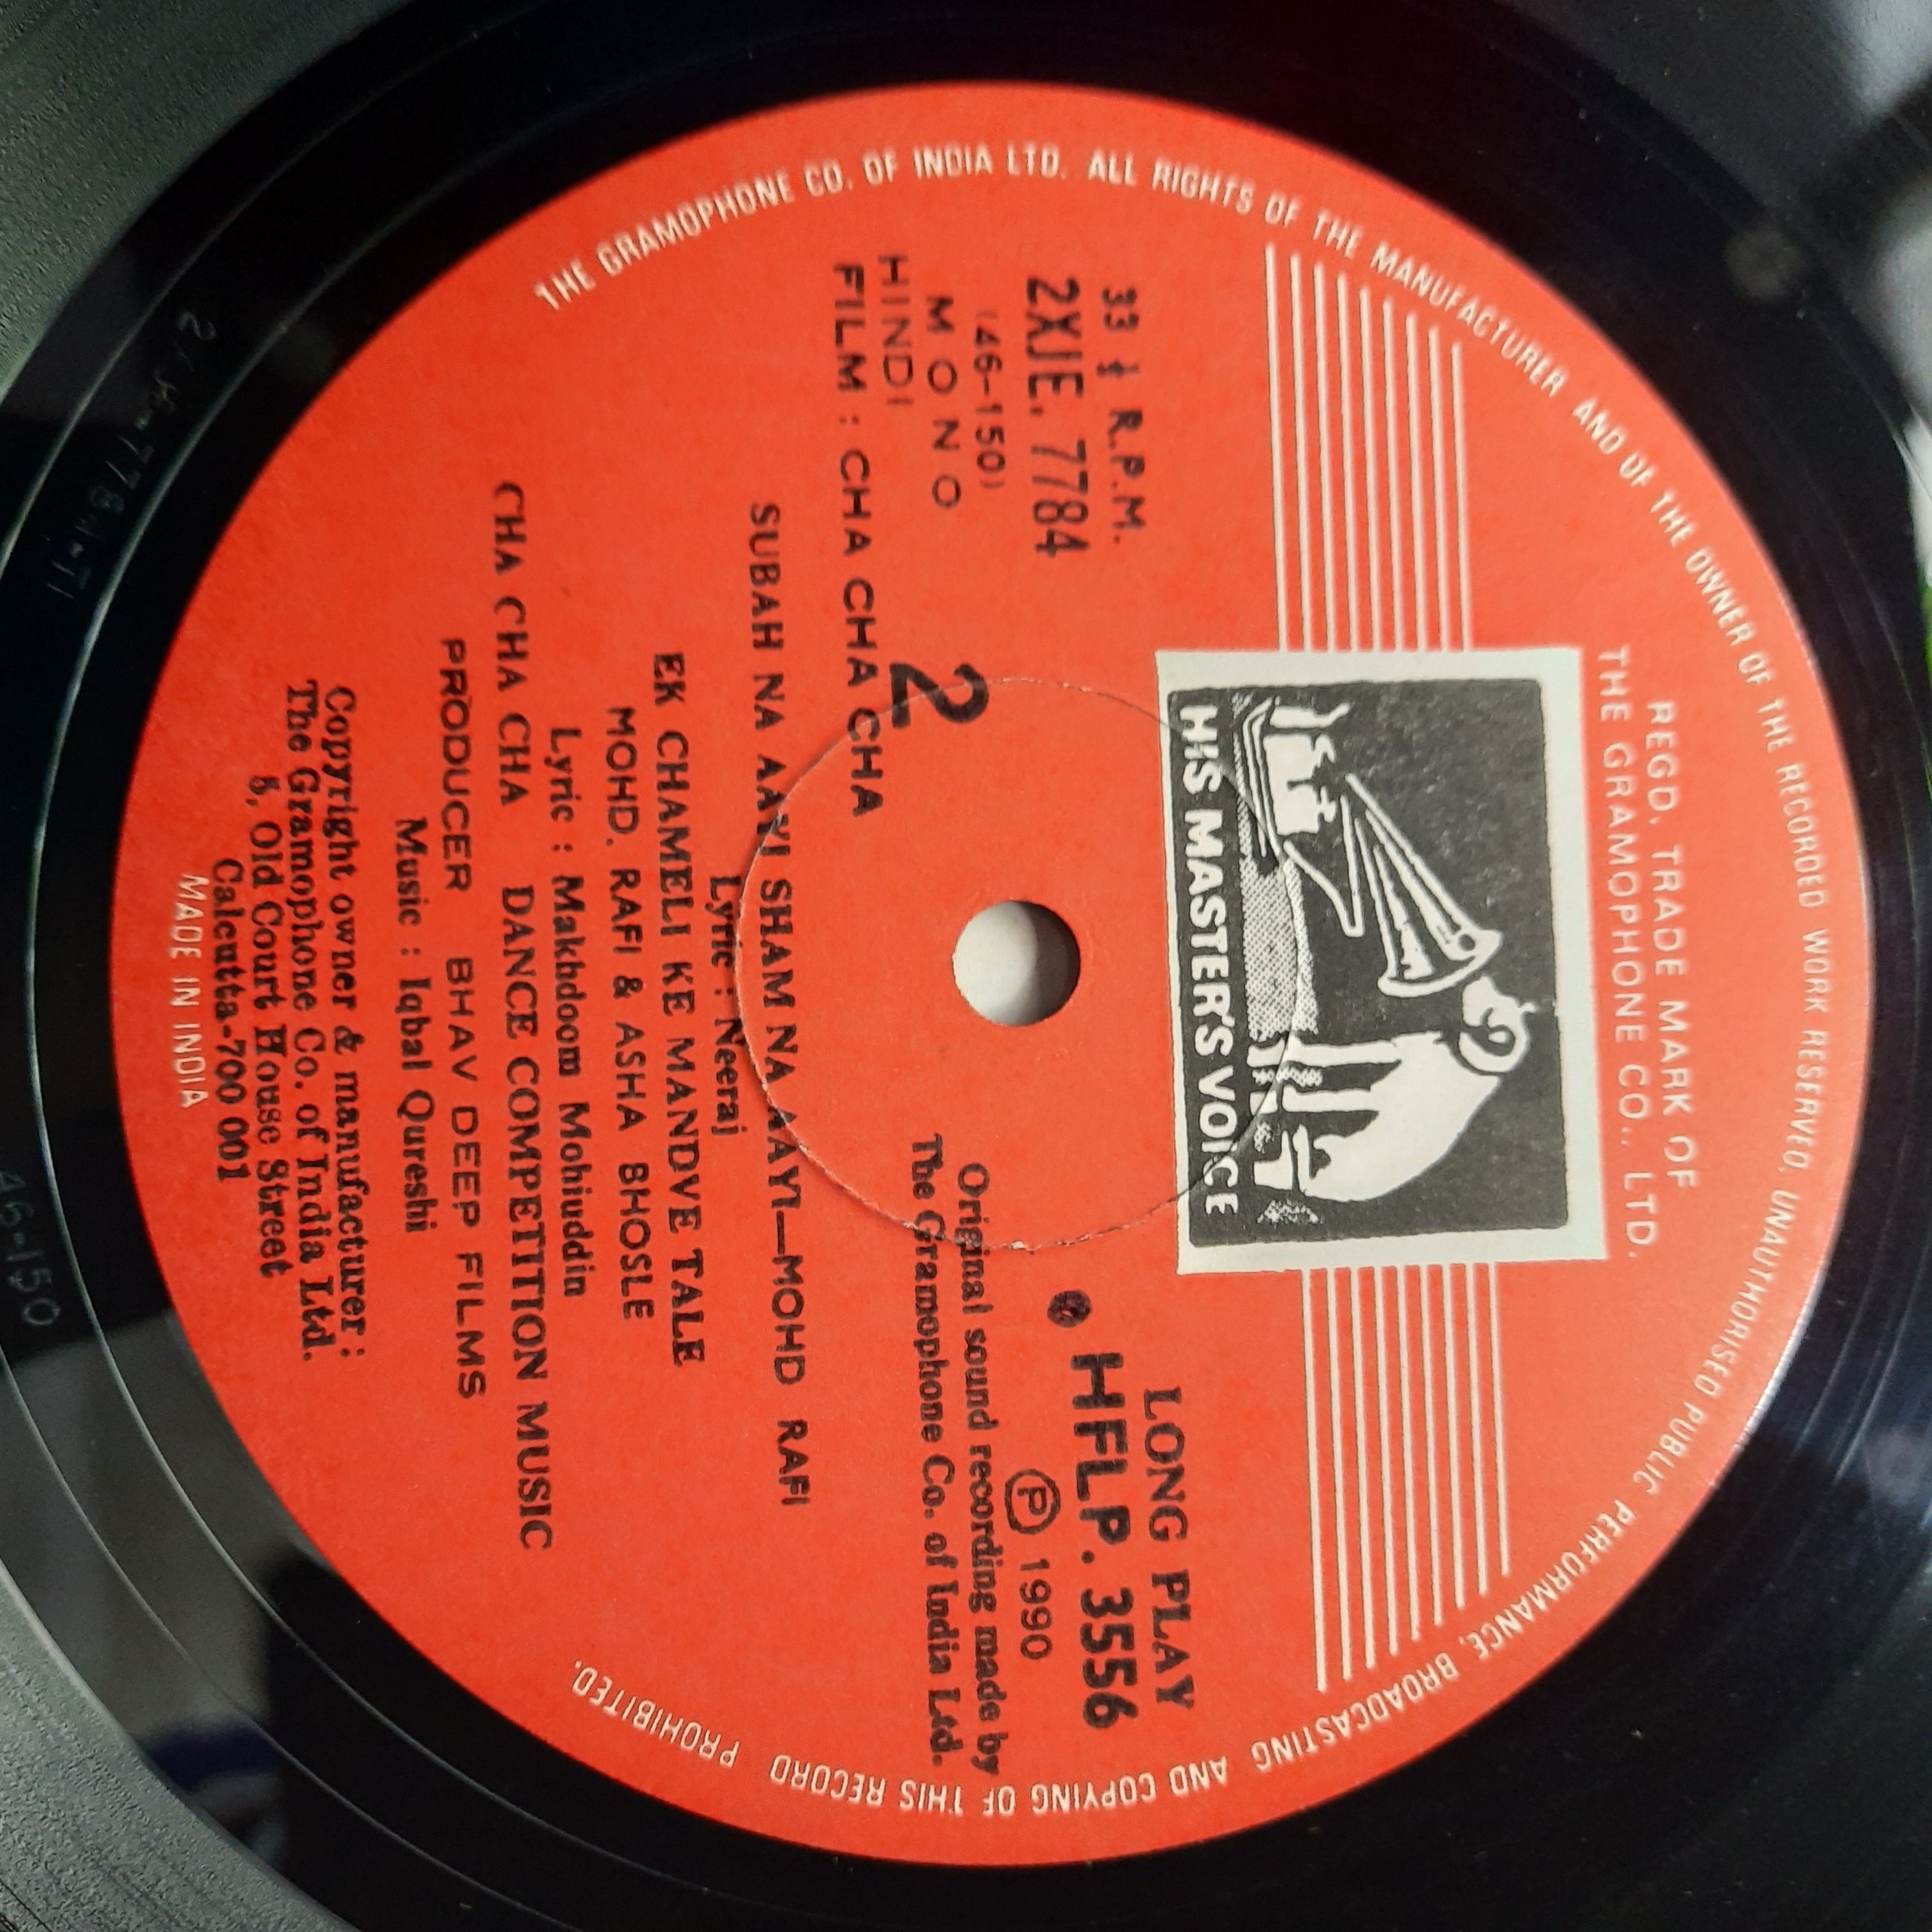 THE GRAMOPHONE CO. OF INDIA LTD. ALL RIGHTS OF THE MANUFACTURER AND OF THE OWNER OF THE RECORDED WORK RESERVED, UNAUTHORISED PUBLIC PERFORMANCE, BROADCASTING AND COPYING OF THIS RECORD PROHIBITED.
REGD. TRADE MARK OF
THE GRAMOPHONE CO., LTD.
HIS MASTER'S VOICE
33 ⅓ R.P.M.
2XJE. 7784
(46-150)
MONO
HINDI
FILM : CHA CHA CHA CHA
2
LONG PLAY
HFLP. 3556
Ⓟ 1990
Original sound recording made by
The Gramophone Co. of India Ltd.
SUBAH NA AAYI SHAM NA AAYI—MOHD RAFI
Lyric : Neeraj
EK CHAMELI KE MANDVE TALE
MOHD. RAFI & ASHA BHOSLE
Lyric : Makhdoom Mohiuddin
CHA CHA CHA CHA DANCE COMPETITION MUSIC
PRODUCER BHAV DEEP FILMS
Music : Iqbal Qureshi
Copyright owner & manufacturer :
The Gramophone Co. of India Ltd.
5, Old Court House Street
Calcutta-700 001
MADE IN INDIA
46-150